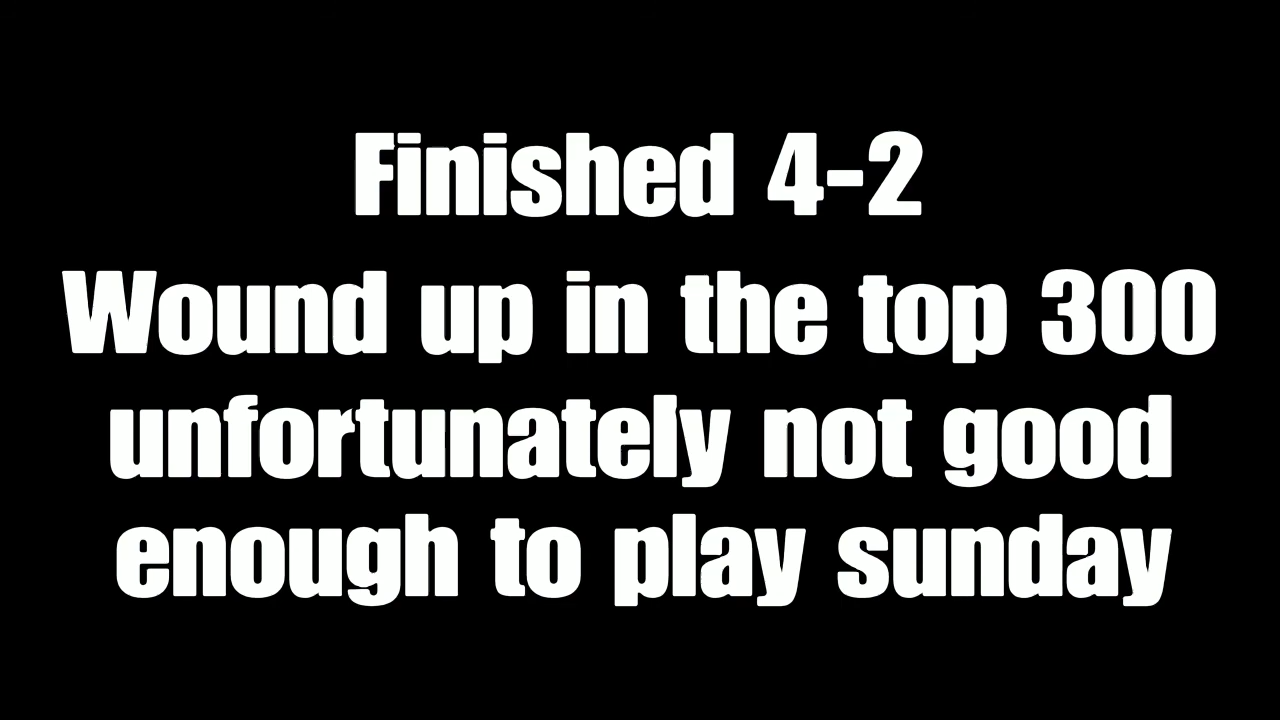 Finished 4-2
Wound up in the top 300
unfortunately not good
enough to play sunday